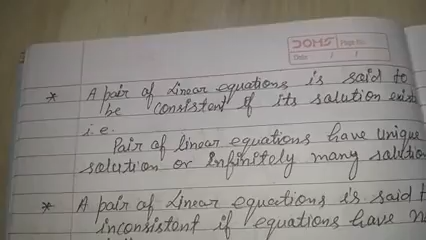 DOMS Page No.
Date / /
* A pair of Linear equations is said to
be consistent if its solution exist
i.e.
Pair of linear equations have unique
solution or Infinitely many solution
* A pair of Linear equations is said t
inconsistent if equations have n